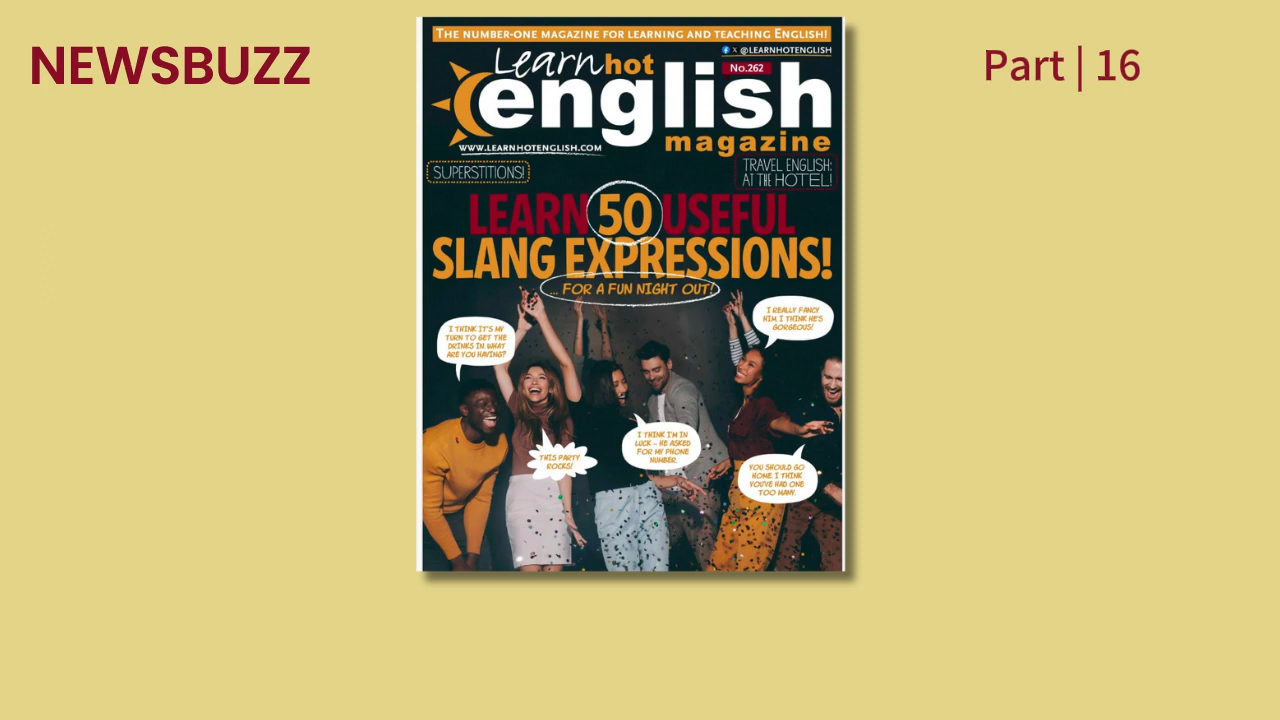 NEWSBUZZ
Part | 16
THE NUMBER-ONE MAGAZINE FOR LEARNING AND TEACHING ENGLISH!
@LEARNHOTENGLISH
Learn hot
No.262
english
magazine
WWW.LEARNHOTENGLISH.COM
SUPERSTITIONS!
TRAVEL ENGLISH:
AT THE HOTEL!
LEARN 50 USEFUL
SLANG EXPRESSIONS!
... FOR A FUN NIGHT OUT!
I THINK IT'S MY
TURN TO GET THE
DRINKS IN. WHAT
ARE YOU HAVING?
I REALLY FANCY
HIM. I THINK HE'S
GORGEOUS!
THIS PARTY
ROCKS!
I THINK I'M IN
LUCK – HE ASKED
FOR MY PHONE
NUMBER.
YOU SHOULD GO
HOME. I THINK
YOU'VE HAD ONE
TOO MANY.